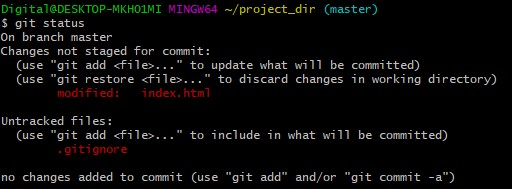 Digital@DESKTOP-MKHO1MI MINGW64 ~/project_dir (master)
$ git status
On branch master
Changes not staged for commit:
  (use "git add <file>..." to update what will be committed)
  (use "git restore <file>..." to discard changes in working directory)
        modified:   index.html

Untracked files:
  (use "git add <file>..." to include in what will be committed)
        .gitignore

no changes added to commit (use "git add" and/or "git commit -a")